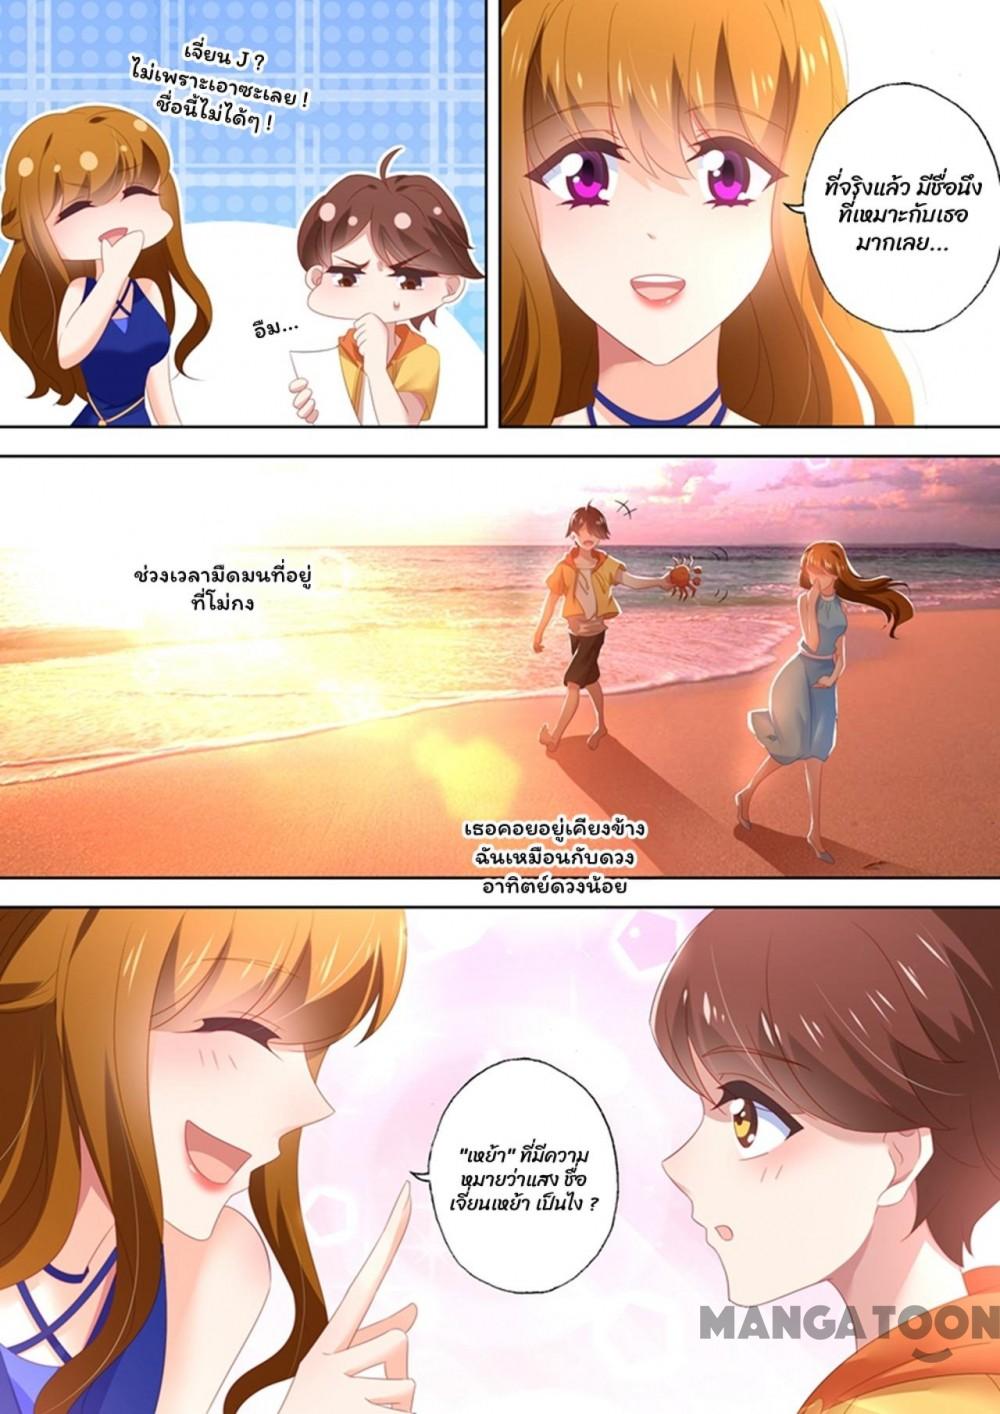 เจี่ยน J ?
ไม่เพราะเอาซะเลย !
ชื่อนี้ไม่ได้ๆ !
อืม...
ที่จริงแล้ว มีชื่อนึง
ที่เหมาะกับเธอ
มากเลย...
ช่วงเวลามืดมนที่อยู่
ที่โม่กง
เธอคอยอยู่เคียงข้าง
ฉันเหมือนกับดวง
อาทิตย์ดวงน้อย
"เหย้า" ที่มีความ
หมายว่าแสง ชื่อ
เจี่ยนเหย้า เป็นไง ?
MANGATOON